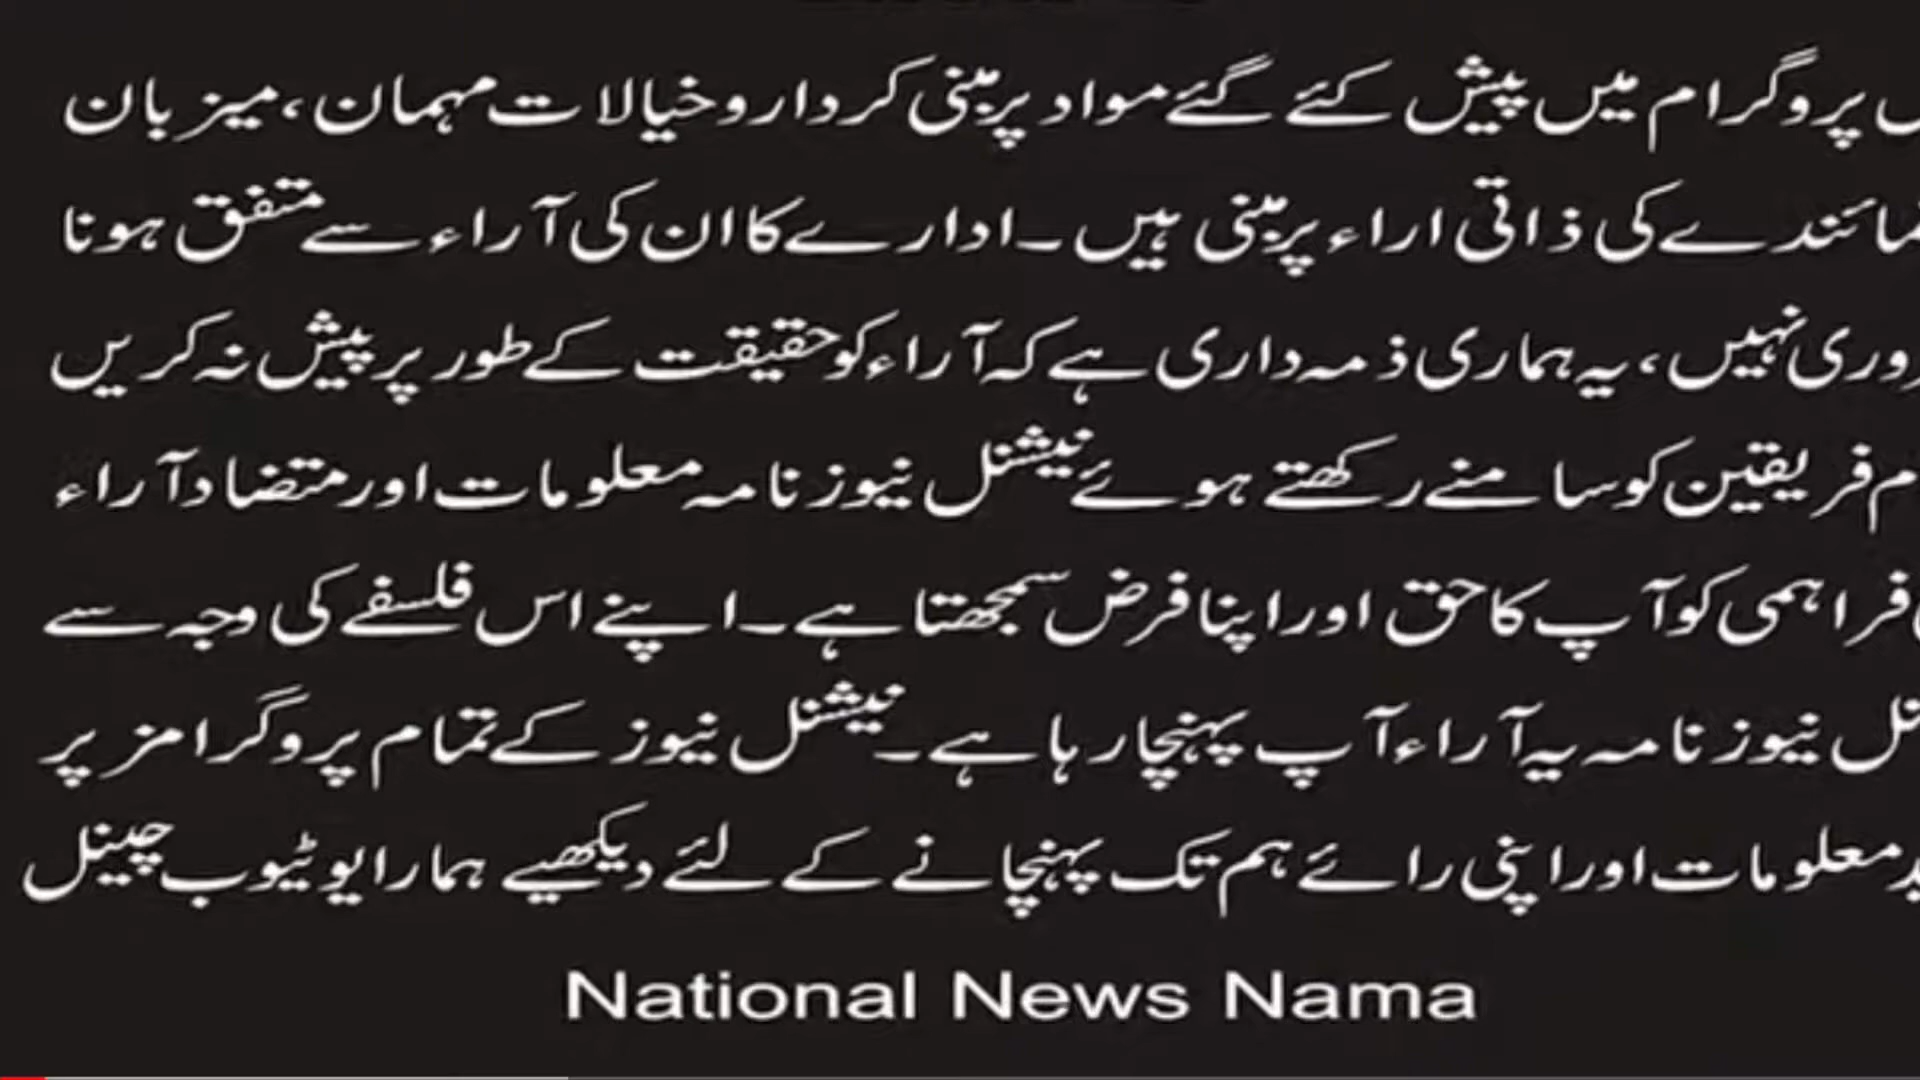 پروگرام میں پیش کئے گئے مواد پر مبنی کردار و خیالات مہمان، میزبان
کی ذاتی اراء پر مبنی ہیں۔ ادارے کا ان کی آراء سے متفق ہونا
نہیں، یہ ہماری ذمہ داری ہے کہ آراء کو حقیقت کے طور پر پیش نہ کریں
فریقین کو سامنے رکھتے ہوئے نیشنل نیوز نامہ معلومات اور متضاد آراء
فراہمی کو آپ کا حق اور اپنا فرض سمجھتا ہے۔ اپنے اس فلسفے کی وجہ سے
نیوز نامہ یہ آراء آپ پہنچا رہا ہے۔ نیشنل نیوز کے تمام پروگرامز پر
معلومات اور اپنی رائے ہم تک پہنچانے کے لئے دیکھیے ہمارا یوٹیوب چینل
National News Nama